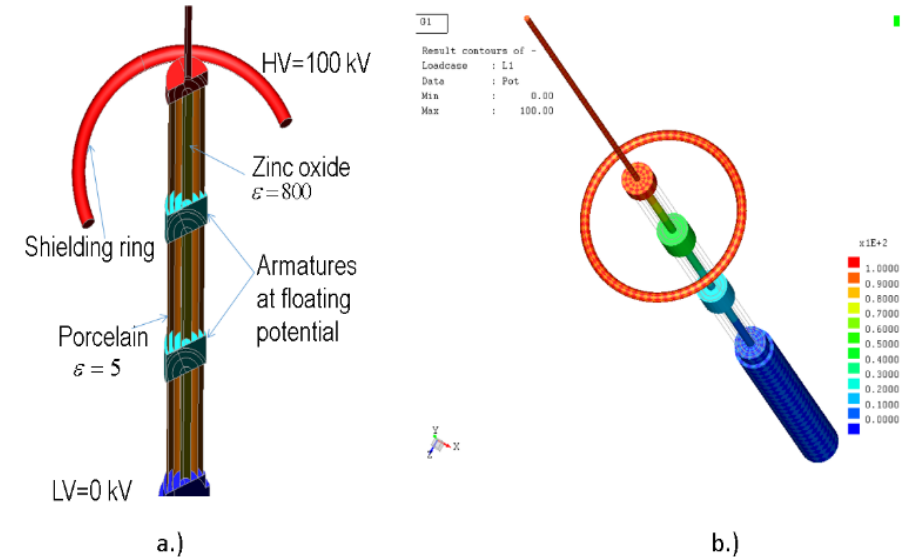 HV=100 kV
Zinc oxide
ε=800
Shielding ring
Armatures
at floating
potential
Porcelain
ε = 5
LV=0 kV
a.)
G1
Result contours of -
Loadcase : L1
Data : Pot
Min : 0.00
Max : 100.00
x1E+2
1.0000
0.9000
0.8000
0.7000
0.6000
0.5000
0.4000
0.3000
0.2000
0.1000
0.0000
Y
Z X
b.)